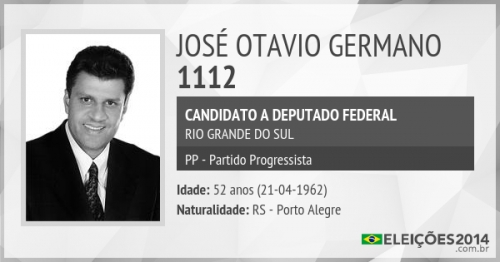 JOSÉ OTAVIO GERMANO
1112
CANDIDATO A DEPUTADO FEDERAL
RIO GRANDE DO SUL
PP - Partido Progressista
Idade: 52 anos (21-04-1962)
Naturalidade: RS - Porto Alegre
ELEIÇÕES2014
.com.br